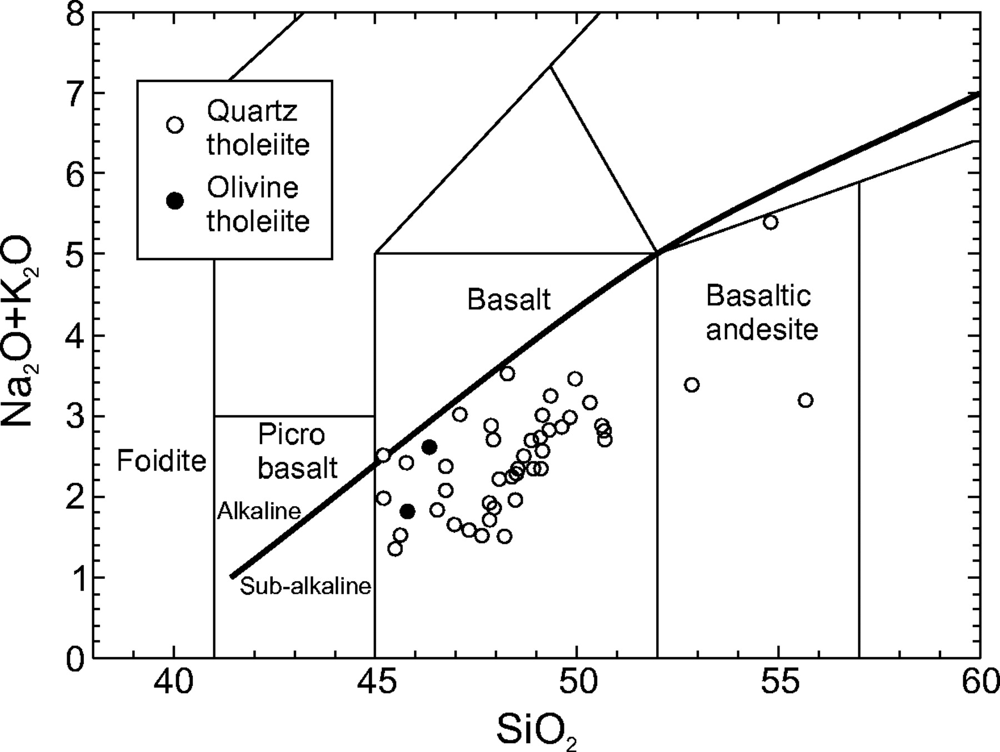 8
7
6
5
4
3
2
1
0
Na₂O+K₂O
Quartz
tholeiite
Olivine
tholeiite
Basalt
Basaltic
andesite
Picro
basalt
Foidite
Alkaline
Sub-alkaline
40 45 50 55 60
SiO₂